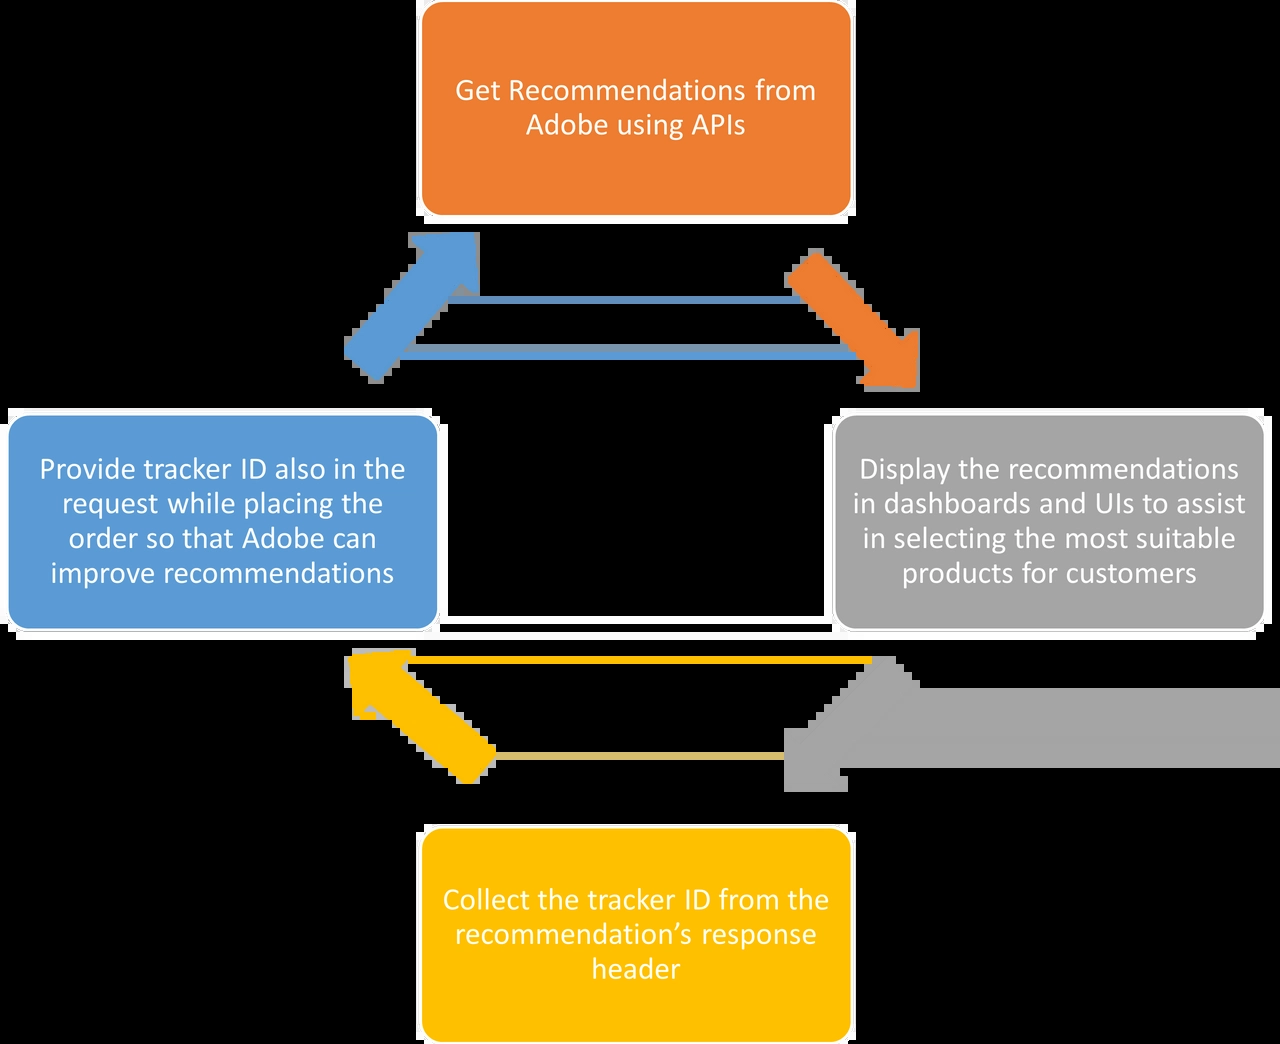 Get Recommendations from
Adobe using APIs
Provide tracker ID also in the
request while placing the
order so that Adobe can
improve recommendations
Display the recommendations
in dashboards and UIs to assist
in selecting the most suitable
products for customers
Collect the tracker ID from the
recommendation’s response
header